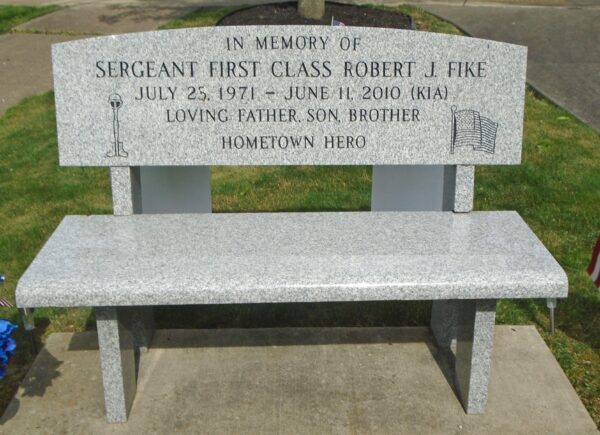 IN MEMORY OF
SERGEANT FIRST CLASS ROBERT J. FIKE
JULY 25, 1971 – JUNE 11, 2010 (KIA)
LOVING FATHER, SON, BROTHER
HOMETOWN HERO